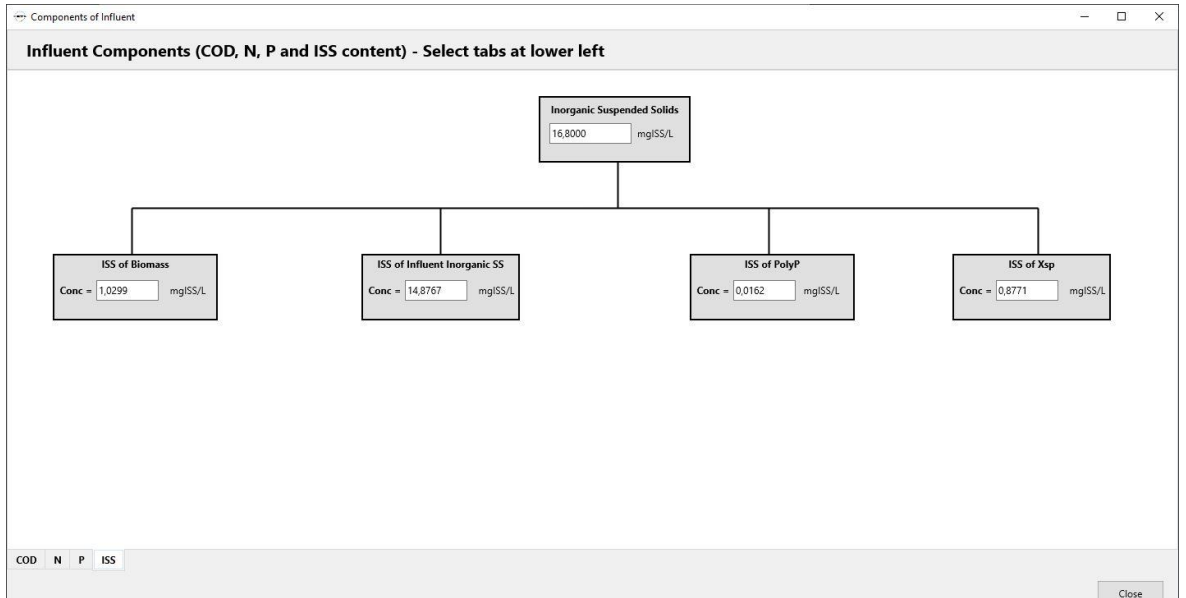 Components of Influent
Influent Components (COD, N, P and ISS content) - Select tabs at lower left
Inorganic Suspended Solids
16,8000 mgISS/L
ISS of Biomass
Conc = 1,0299 mgISS/L
ISS of Influent Inorganic SS
Conc = 14,8767 mgISS/L
ISS of PolyP
Conc = 0,0162 mgISS/L
ISS of Xsp
Conc = 0,8771 mgISS/L
COD N P ISS
Close